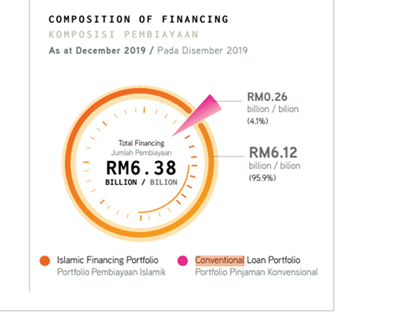 COMPOSITION OF FINANCING
KOMPOSISI PEMBIAYAAN
As at December 2019 / Pada Disember 2019
RM0.26
billion / bilion
(4.1%)
Total Financing
Jumlah Pembiayaan
RM6.38
BILLION / BILION
RM6.12
billion / bilion
(95.9%)
Islamic Financing Portfolio
Portfolio Pembiayaan Islamik
Conventional Loan Portfolio
Portfolio Pinjaman Konvensional